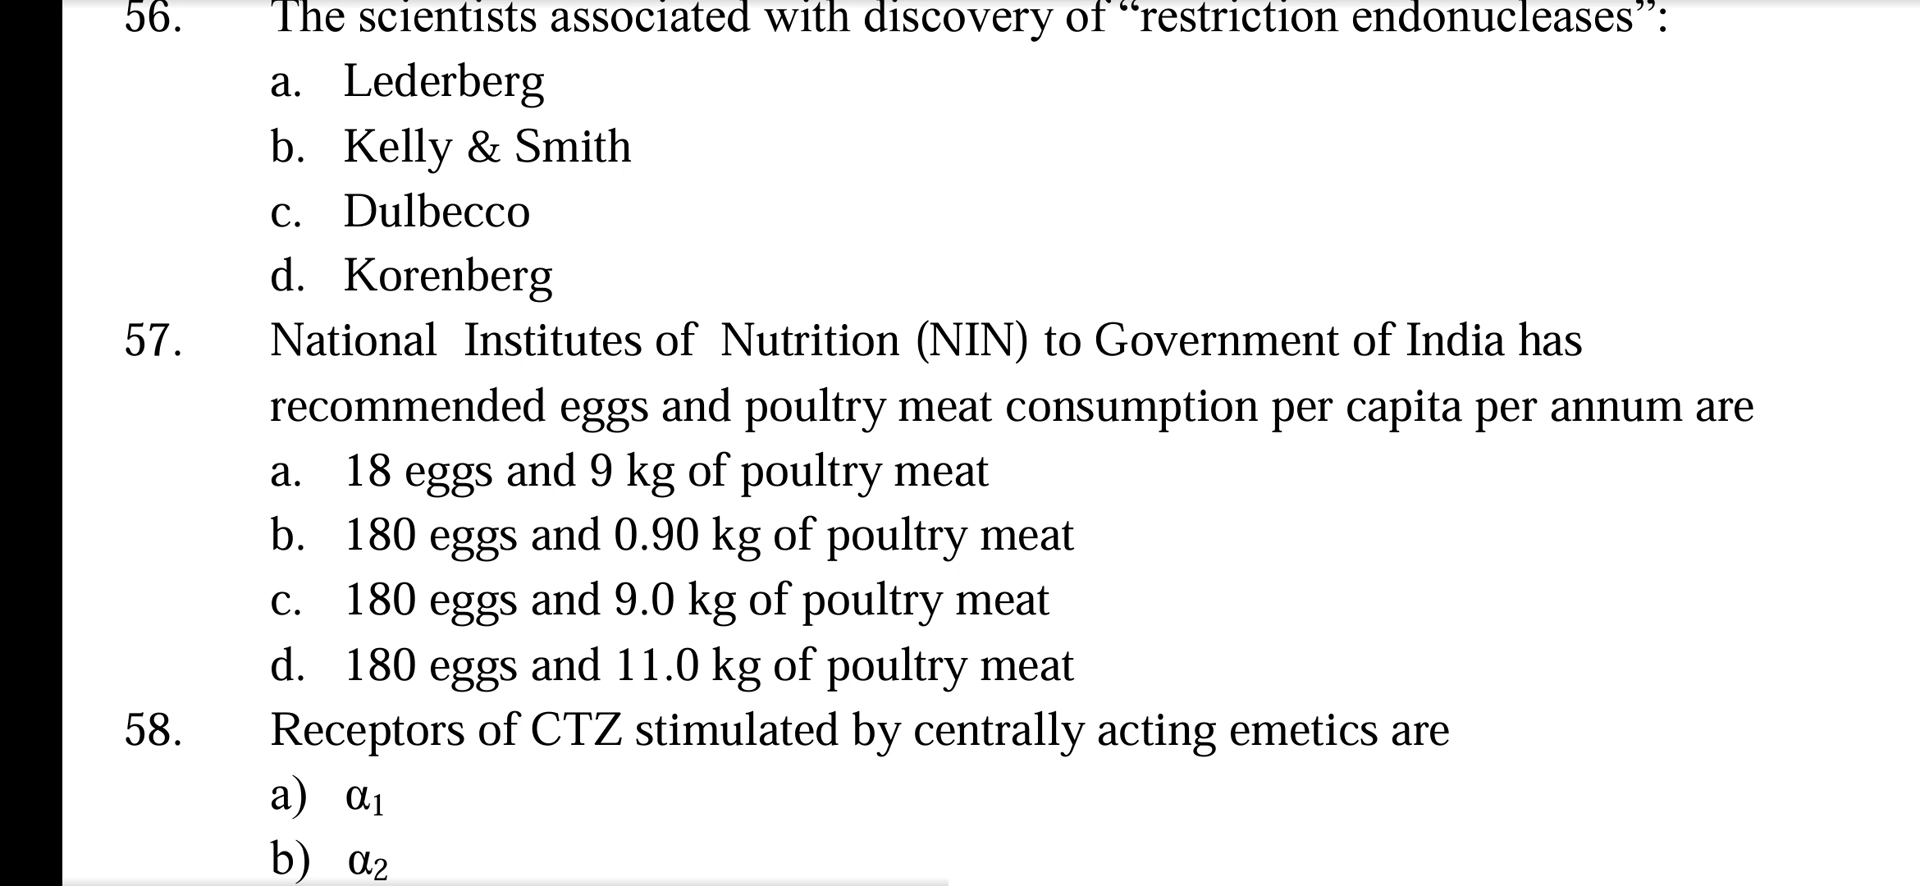 56. The scientists associated with discovery of “restriction endonucleases”:
a. Lederberg
b. Kelly & Smith
c. Dulbecco
d. Korenberg
57. National Institutes of Nutrition (NIN) to Government of India has
recommended eggs and poultry meat consumption per capita per annum are
a. 18 eggs and 9 kg of poultry meat
b. 180 eggs and 0.90 kg of poultry meat
c. 180 eggs and 9.0 kg of poultry meat
d. 180 eggs and 11.0 kg of poultry meat
58. Receptors of CTZ stimulated by centrally acting emetics are
a) α₁
b) α₂